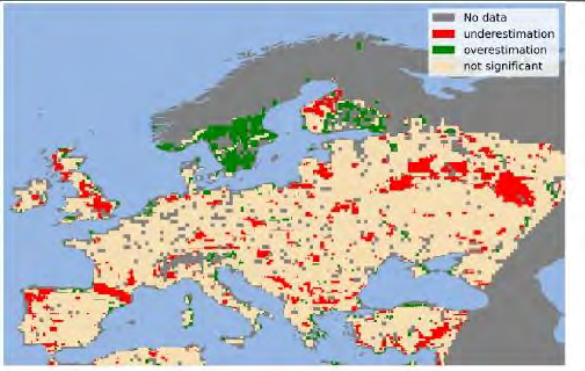 No data
underestimation
overestimation
not significant